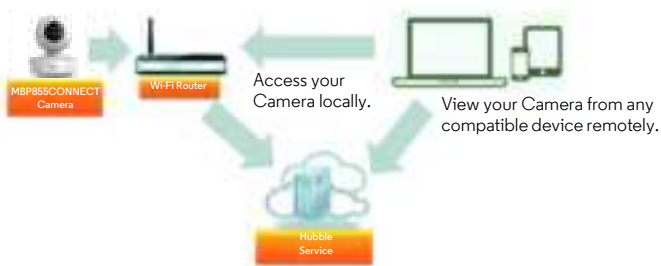 MBP855CONNECT
Camera
Wi-Fi Router
Access your
Camera locally.
View your Camera from any
compatible device remotely.
Hubble
Service